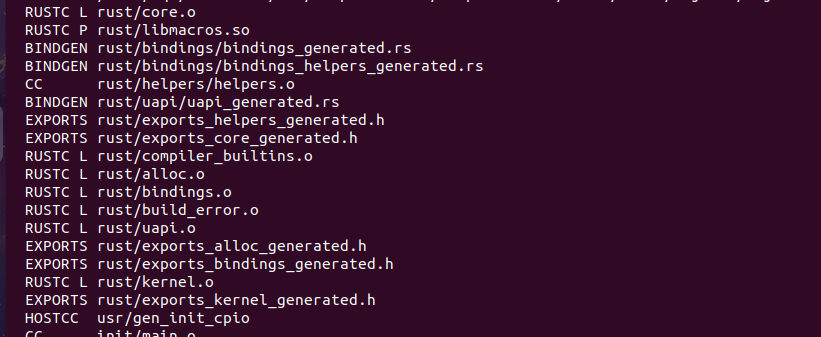 RUSTC L rust/core.o
RUSTC P rust/libmacros.so
BINDGEN rust/bindings/bindings_generated.rs
BINDGEN rust/bindings/bindings_helpers_generated.rs
CC      rust/helpers/helpers.o
BINDGEN rust/uapi/uapi_generated.rs
EXPORTS rust/exports_helpers_generated.h
EXPORTS rust/exports_core_generated.h
RUSTC L rust/compiler_builtins.o
RUSTC L rust/alloc.o
RUSTC L rust/bindings.o
RUSTC L rust/build_error.o
RUSTC L rust/uapi.o
EXPORTS rust/exports_alloc_generated.h
EXPORTS rust/exports_bindings_generated.h
RUSTC L rust/kernel.o
EXPORTS rust/exports_kernel_generated.h
HOSTCC  usr/gen_init_cpio
CC      init/main.o